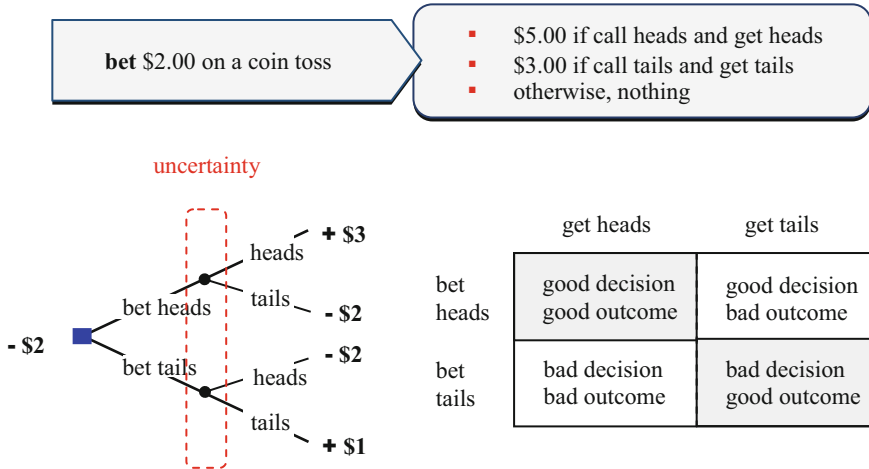 bet $2.00 on a coin toss
▪ $5.00 if call heads and get heads
▪ $3.00 if call tails and get tails
▪ otherwise, nothing
uncertainty
+ $3
heads
bet heads
tails
- $2
- $2
- $2
bet tails
heads
tails
+ $1
get heads
get tails
bet
heads
good decision
good outcome
good decision
bad outcome
bet
tails
bad decision
bad outcome
bad decision
good outcome